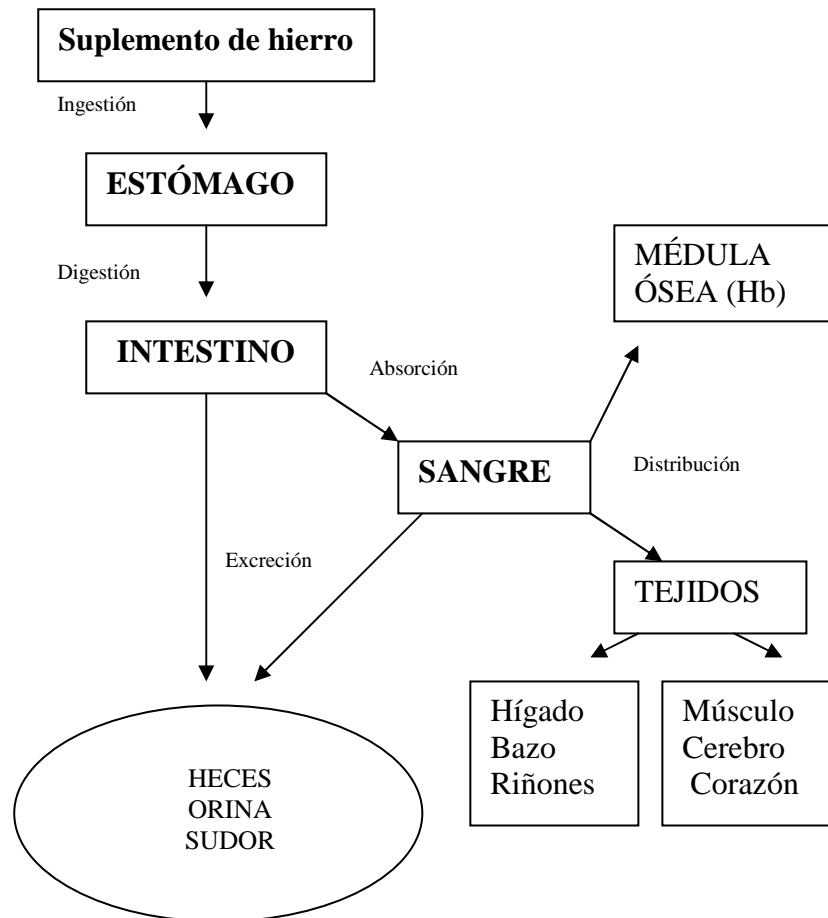 Suplemento de hierro
Ingestión
ESTÓMAGO
Digestión
MÉDULA
ÓSEA (Hb)
INTESTINO
Absorción
SANGRE
Distribución
Excreción
TEJIDOS
Hígado
Bazo
Riñones
Músculo
Cerebro
Corazón
HECES
ORINA
SUDOR